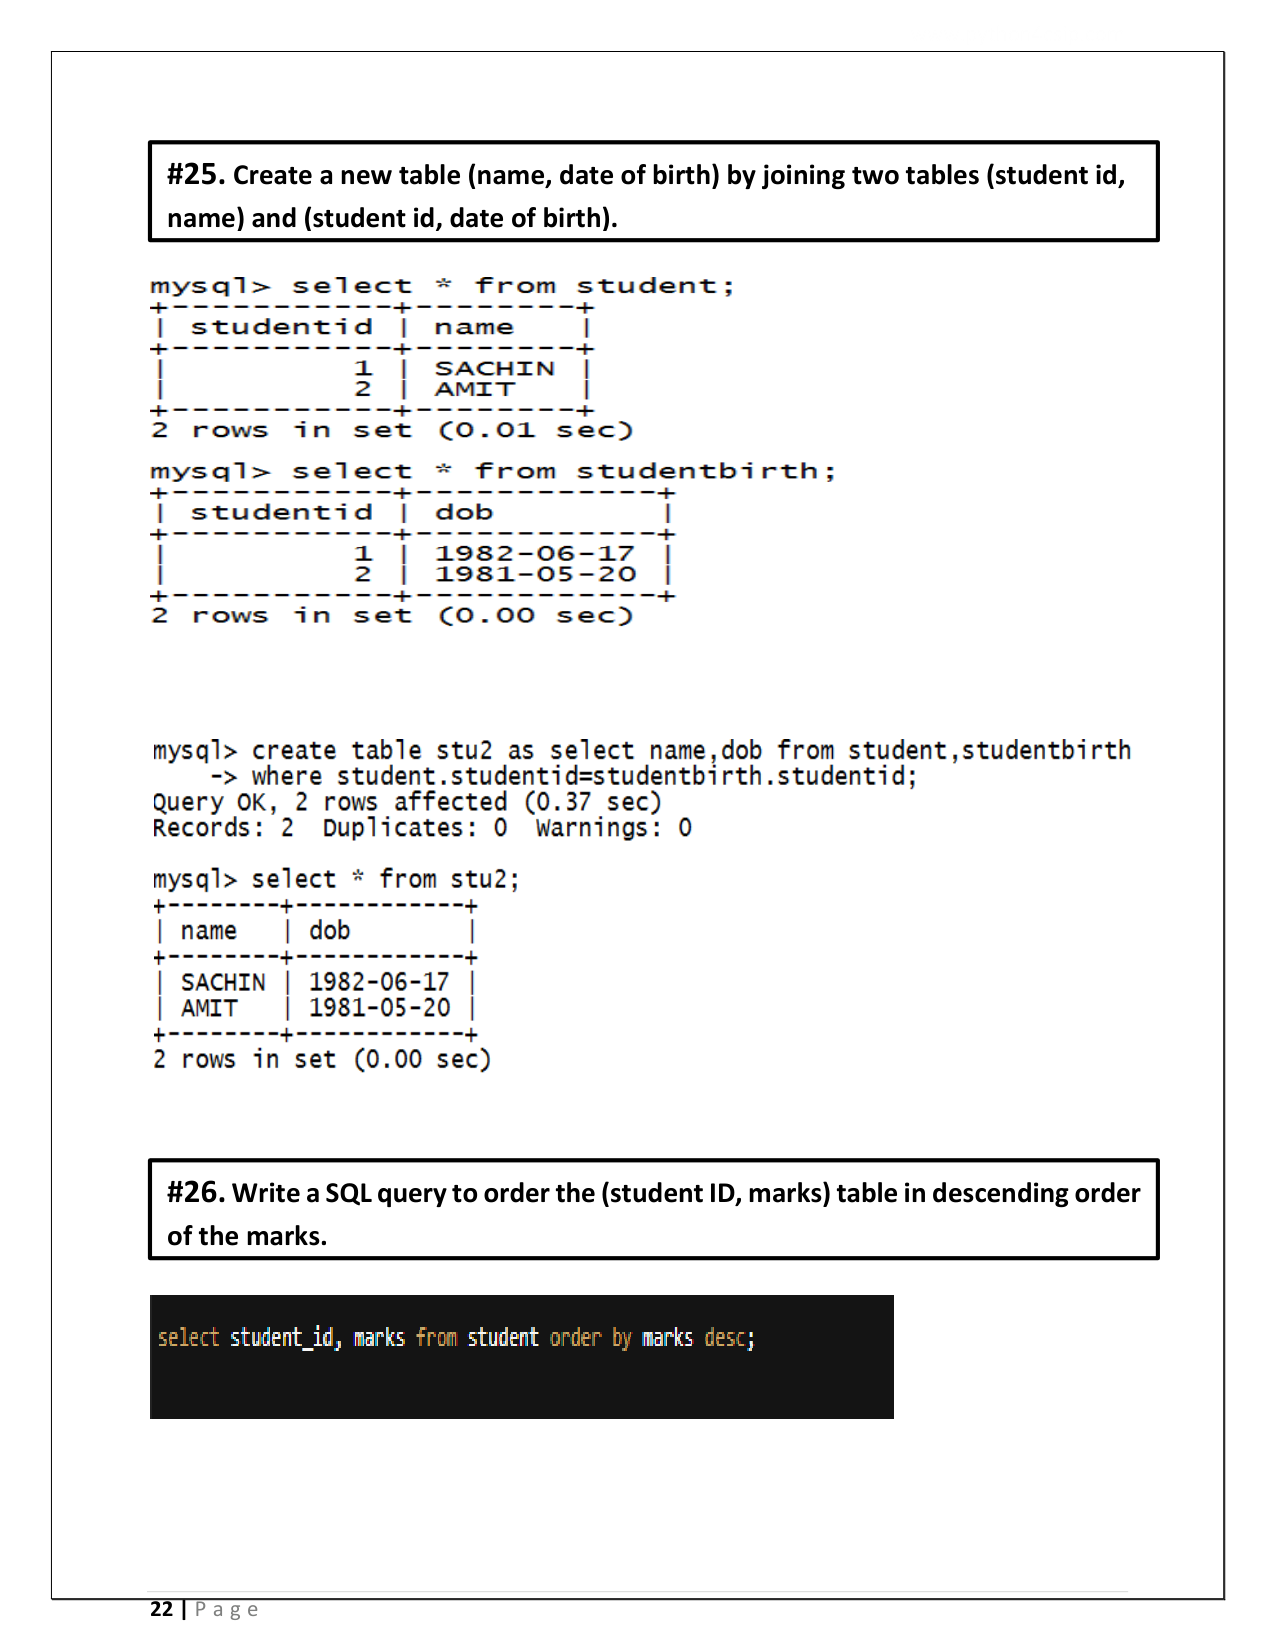 #25. Create a new table (name, date of birth) by joining two tables (student id,
name) and (student id, date of birth).
mysql> select * from student;
+-----------+--------+
| studentid | name   |
+-----------+--------+
|         1 | SACHIN |
|         2 | AMIT   |
+-----------+--------+
2 rows in set (0.01 sec)
mysql> select * from studentbirth;
+-----------+------------+
| studentid | dob        |
+-----------+------------+
|         1 | 1982-06-17 |
|         2 | 1981-05-20 |
+-----------+------------+
2 rows in set (0.00 sec)
mysql> create table stu2 as select name,dob from student,studentbirth
    -> where student.studentid=studentbirth.studentid;
Query OK, 2 rows affected (0.37 sec)
Records: 2  Duplicates: 0  Warnings: 0
mysql> select * from stu2;
+--------+------------+
| name   | dob        |
+--------+------------+
| SACHIN | 1982-06-17 |
| AMIT   | 1981-05-20 |
+--------+------------+
2 rows in set (0.00 sec)
#26. Write a SQL query to order the (student ID, marks) table in descending order
of the marks.
select student_id, marks from student order by marks desc;
22 | Page